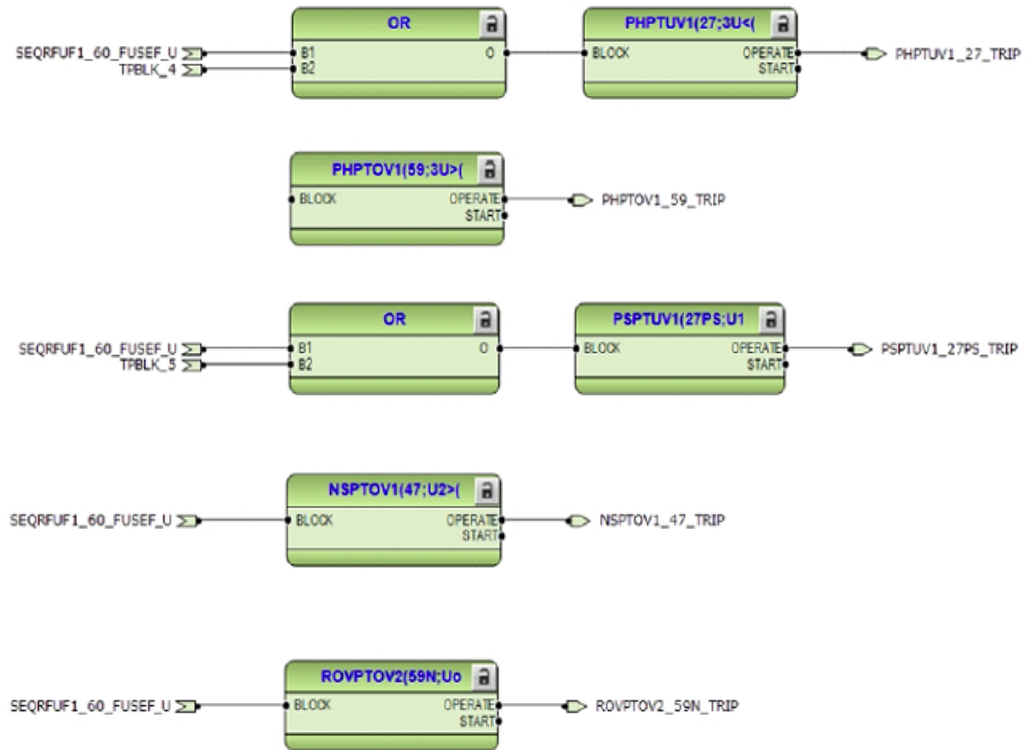 OR
PHPTUV1(27;3U<(
SEQRFUF1_60_FUSEF_U
B1
O
BLOCK
OPERATE
PHPTUV1_27_TRIP
TPBLK_4
B2
START
PHPTOV1(59;3U>(
BLOCK
OPERATE
PHPTOV1_59_TRIP
START
OR
PSPTUV1(27PS;U1
SEQRFUF1_60_FUSEF_U
B1
O
BLOCK
OPERATE
PSPTUV1_27PS_TRIP
TPBLK_5
B2
START
NSPTOV1(47;U2>(
SEQRFUF1_60_FUSEF_U
BLOCK
OPERATE
NSPTOV1_47_TRIP
START
ROVPTOV2(59N;Uo
SEQRFUF1_60_FUSEF_U
BLOCK
OPERATE
ROVPTOV2_59N_TRIP
START